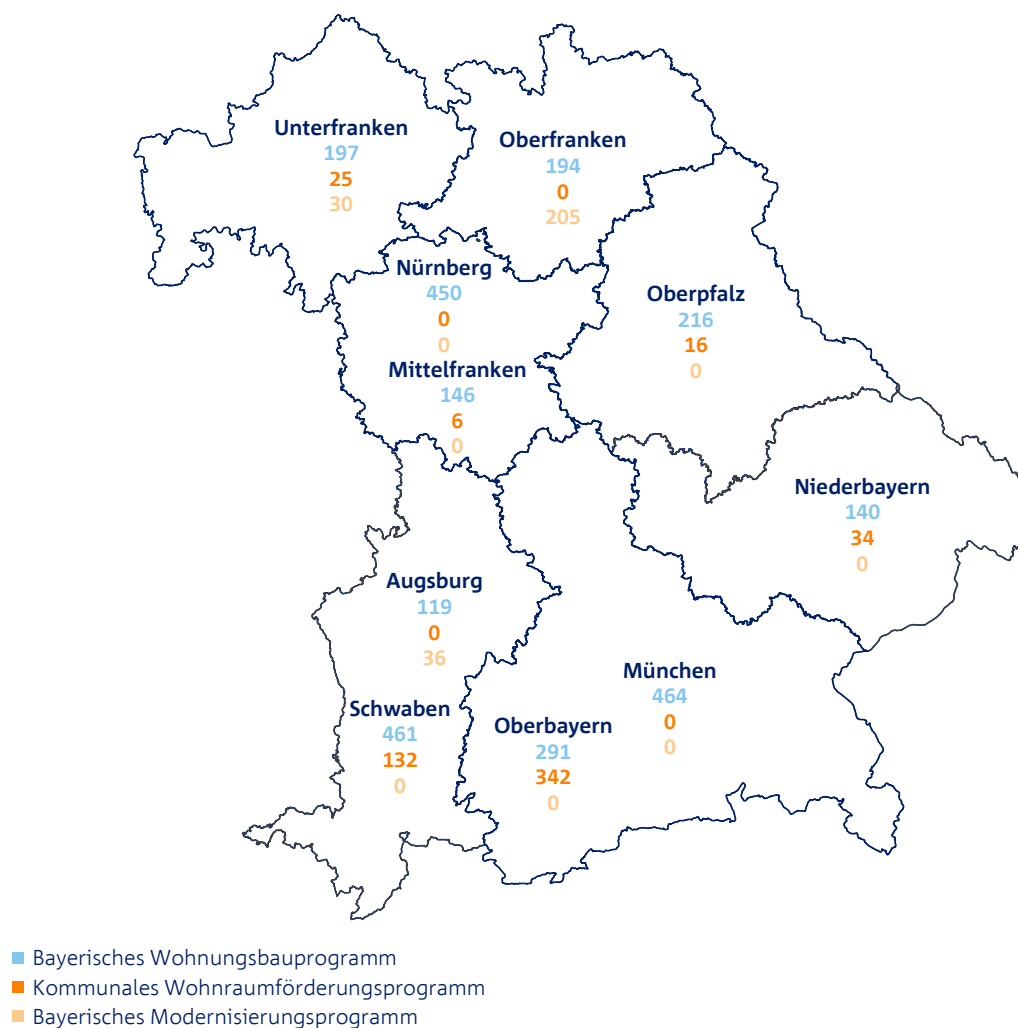 Unterfranken
197
25
30
Oberfranken
194
0
205
Nürnberg
450
0
0
Oberpfalz
216
16
0
Mittelfranken
146
6
0
Niederbayern
140
34
0
Augsburg
119
0
36
München
464
0
0
Schwaben
461
132
0
Oberbayern
291
342
0
Bayerisches Wohnungsbauprogramm
Kommunales Wohnraumförderungsprogramm
Bayerisches Modernisierungsprogramm